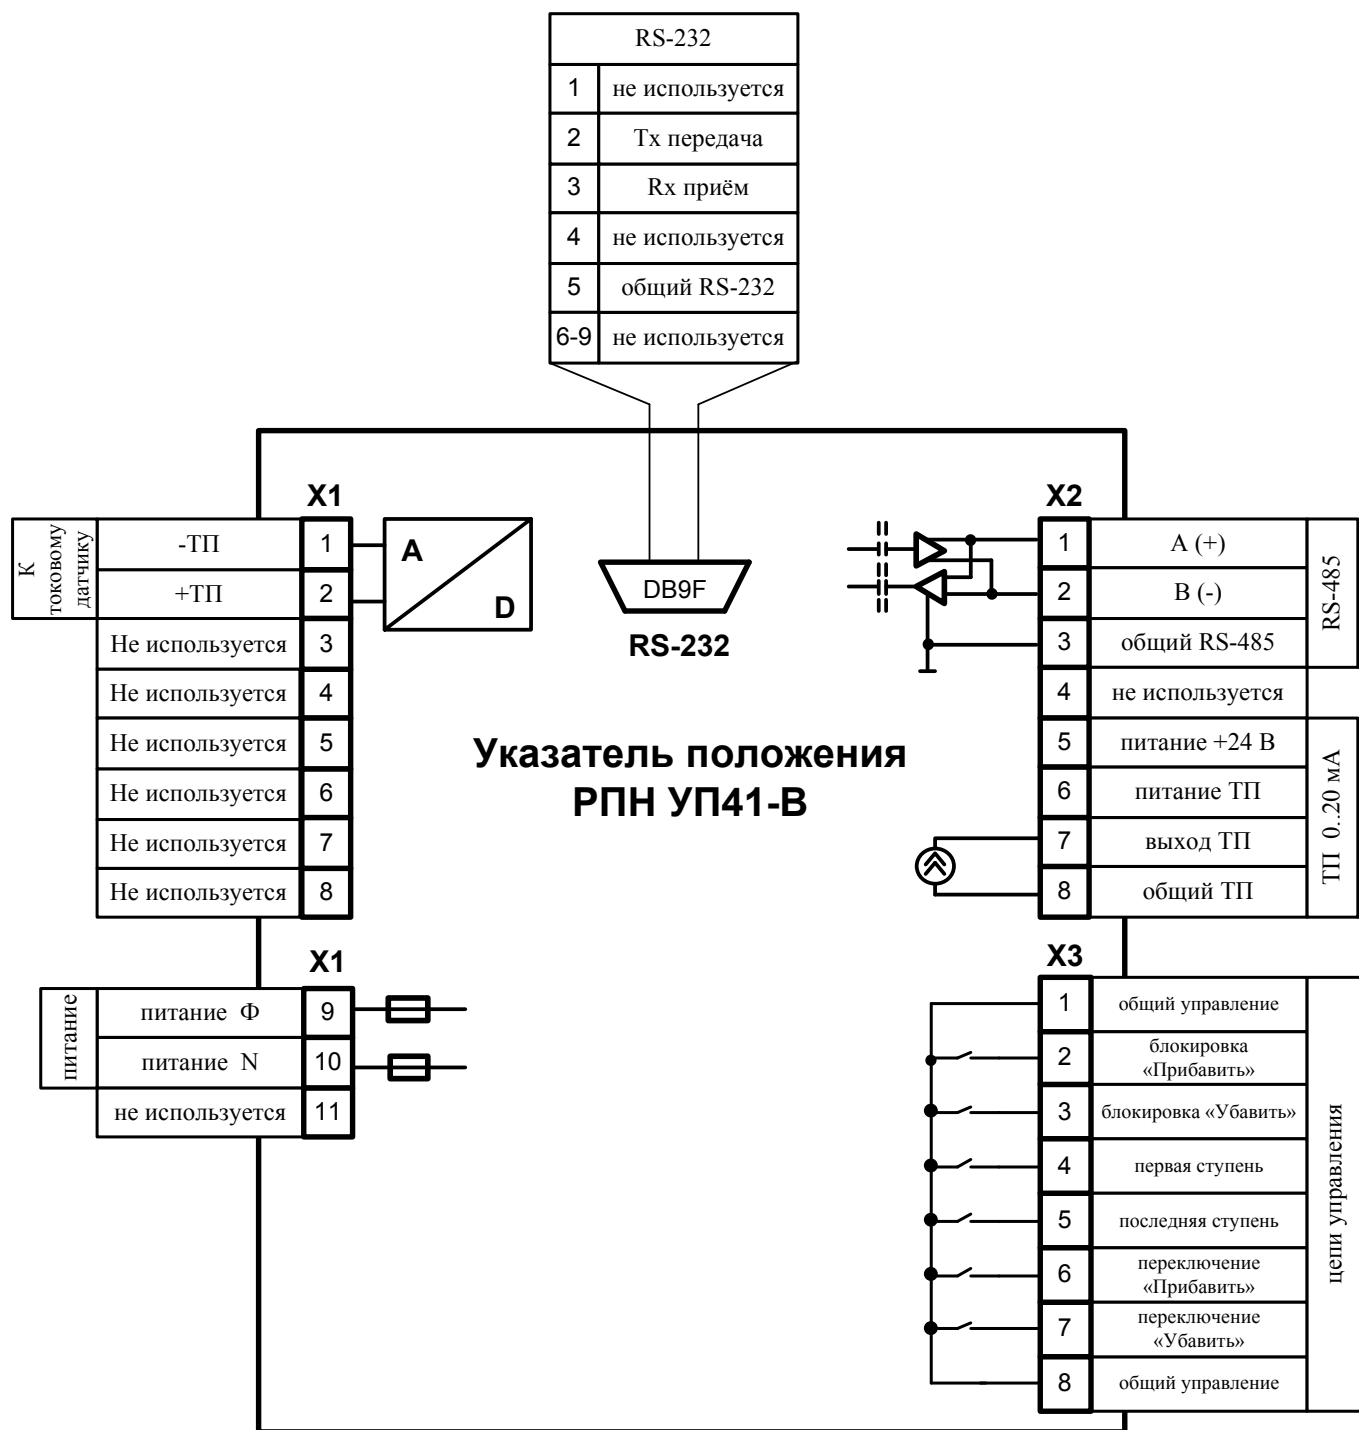 RS-232
1 не используется
2 Tx передача
3 Rx приём
4 не используется
5 общий RS-232
6-9 не используется
X1
К токовому датчику
-ТП 1
+ТП 2
Не используется 3
Не используется 4
Не используется 5
Не используется 6
Не используется 7
Не используется 8
A
D
DB9F
RS-232
Указатель положения
РПН УП41-В
X1
питание
питание Ф 9
питание N 10
не используется 11
X2
1 A (+)
2 B (-)
3 общий RS-485
RS-485
4 не используется
5 питание +24 В
6 питание ТП
7 выход ТП
8 общий ТП
ТП 0..20 мА
X3
1 общий управление
2 блокировка
«Прибавить»
3 блокировка «Убавить»
4 первая ступень
5 последняя ступень
6 переключение
«Прибавить»
7 переключение
«Убавить»
8 общий управление
цепи управления